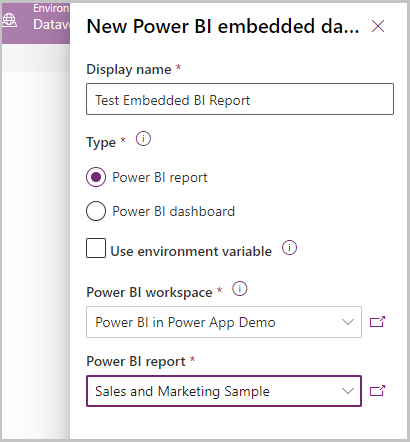 Environ
Datave
New Power BI embedded da...
Display name *
Test Embedded BI Report
Type *
Power BI report
Power BI dashboard
Use environment variable
Power BI workspace *
Power BI in Power App Demo
Power BI report *
Sales and Marketing Sample